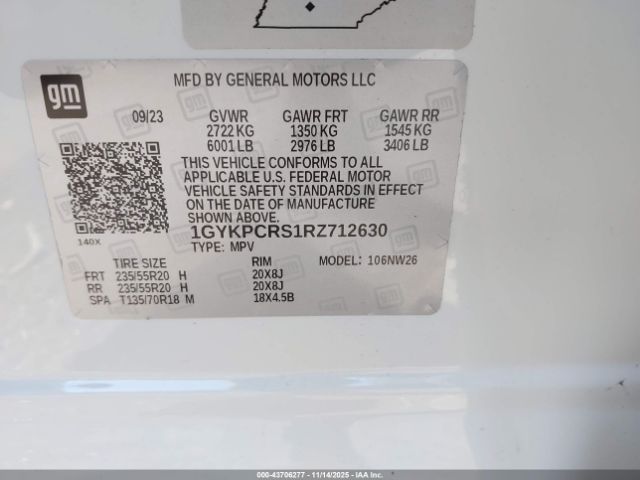 gm
MFD BY GENERAL MOTORS LLC
09/23 GVWR GAWR FRT GAWR RR
2722 KG 1350 KG 1545 KG
6001 LB 2976 LB 3406 LB
THIS VEHICLE CONFORMS TO ALL
APPLICABLE U.S. FEDERAL MOTOR
VEHICLE SAFETY STANDARDS IN EFFECT
ON THE DATE OF MANUFACTURE
SHOWN ABOVE.
140X
1GYKPCRS1RZ712630
TYPE: MPV
TIRE SIZE RIM MODEL: 106NW26
FRT 235/55R20 H 20X8J
RR 235/55R20 H 20X8J
SPA T135/70R18 M 18X4.5B
000-43706277 - 11/14/2025 - IAA Inc.